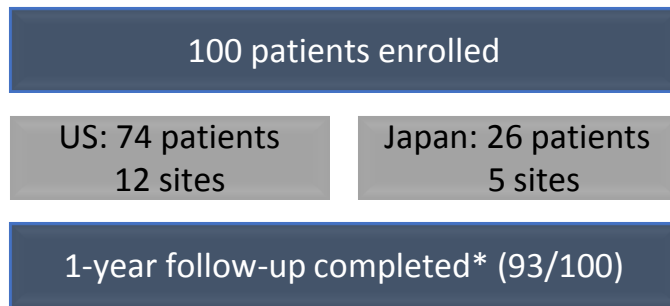 100 patients enrolled
US: 74 patients
12 sites
Japan: 26 patients
5 sites
1-year follow-up completed* (93/100)